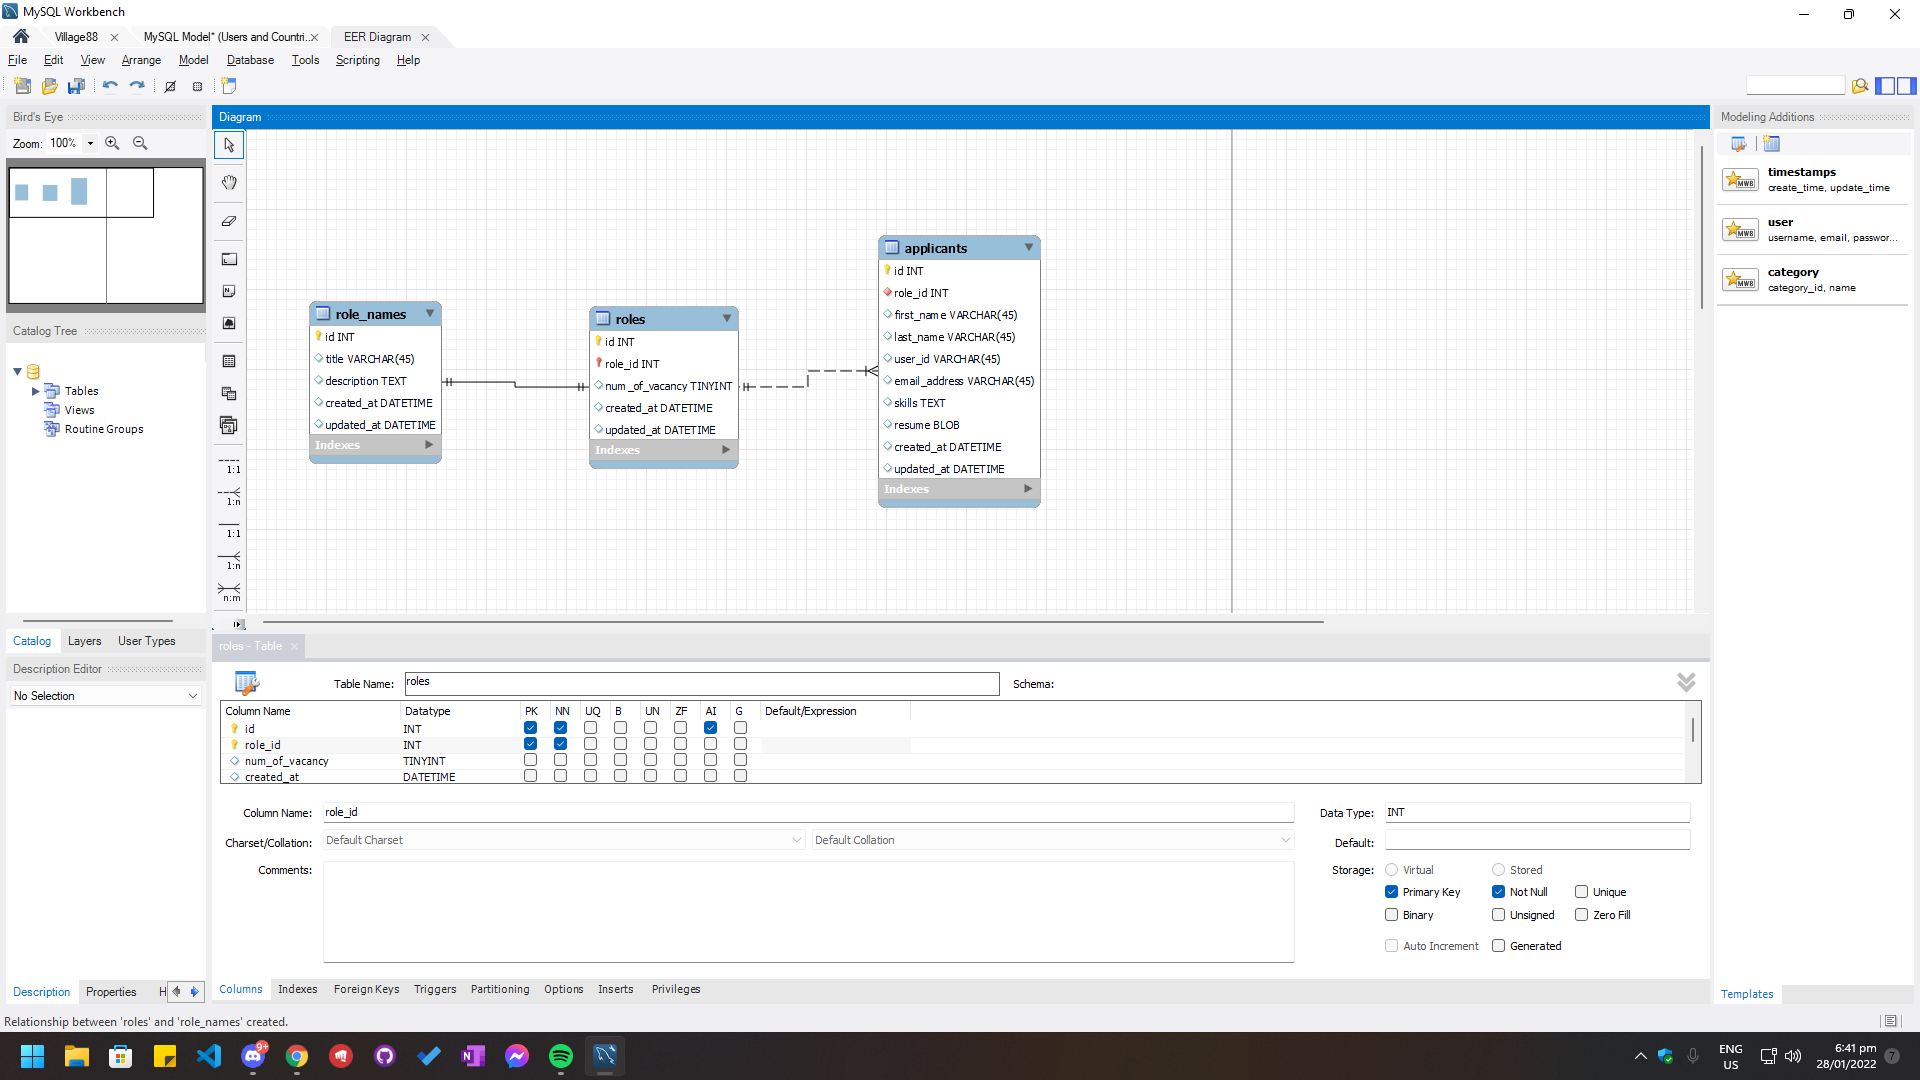 MySQL Workbench
Village88
MySQL Model* (Users and Countri..
EER Diagram
File Edit View Arrange Model Database Tools Scripting Help
Bird's Eye
Zoom: 100%
Catalog Tree
Tables
Views
Routine Groups
Catalog Layers User Types
Description Editor
No Selection
Description Properties H
Diagram
1:1
1:n
1:1
1:n
n:m
role_names
id INT
title VARCHAR(45)
description TEXT
created_at DATETIME
updated_at DATETIME
Indexes
roles
id INT
role_id INT
num_of_vacancy TINYINT
created_at DATETIME
updated_at DATETIME
Indexes
applicants
id INT
role_id INT
first_name VARCHAR(45)
last_name VARCHAR(45)
user_id VARCHAR(45)
email_address VARCHAR(45)
skills TEXT
resume BLOB
created_at DATETIME
updated_at DATETIME
Indexes
Modeling Additions
timestamps
create_time, update_time
user
username, email, passwor...
category
category_id, name
Templates
roles - Table
Table Name: roles Schema:
Column Name Datatype PK NN UQ B UN ZF AI G Default/Expression
id INT
role_id INT
num_of_vacancy TINYINT
created_at DATETIME
Column Name: role_id Data Type: INT
Charset/Collation: Default Charset Default Collation Default:
Comments: Storage: Virtual Stored
Primary Key Not Null Unique
Binary Unsigned Zero Fill
Auto Increment Generated
Columns Indexes Foreign Keys Triggers Partitioning Options Inserts Privileges
Relationship between 'roles' and 'role_names' created.
9+
ENG
US
6:41 pm
28/01/2022
7